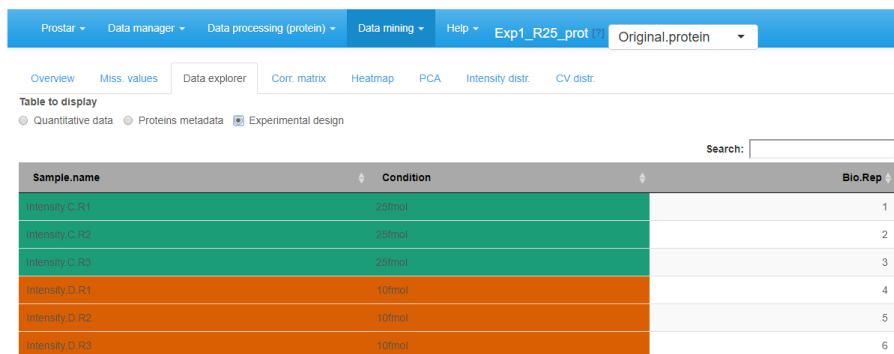 Prostar Data manager Data processing (protein) Data mining Help Exp1_R25_prot [?] Original.protein
Overview Miss. values Data explorer Corr. matrix Heatmap PCA Intensity distr. CV distr.
Table to display
Quantitative data Proteins metadata Experimental design
Search:
Sample.name Condition Bio.Rep
Intensity.C.R1 25fmol 1
Intensity.C.R2 25fmol 2
Intensity.C.R3 25fmol 3
Intensity.D.R1 10fmol 4
Intensity.D.R2 10fmol 5
Intensity.D.R3 10fmol 6